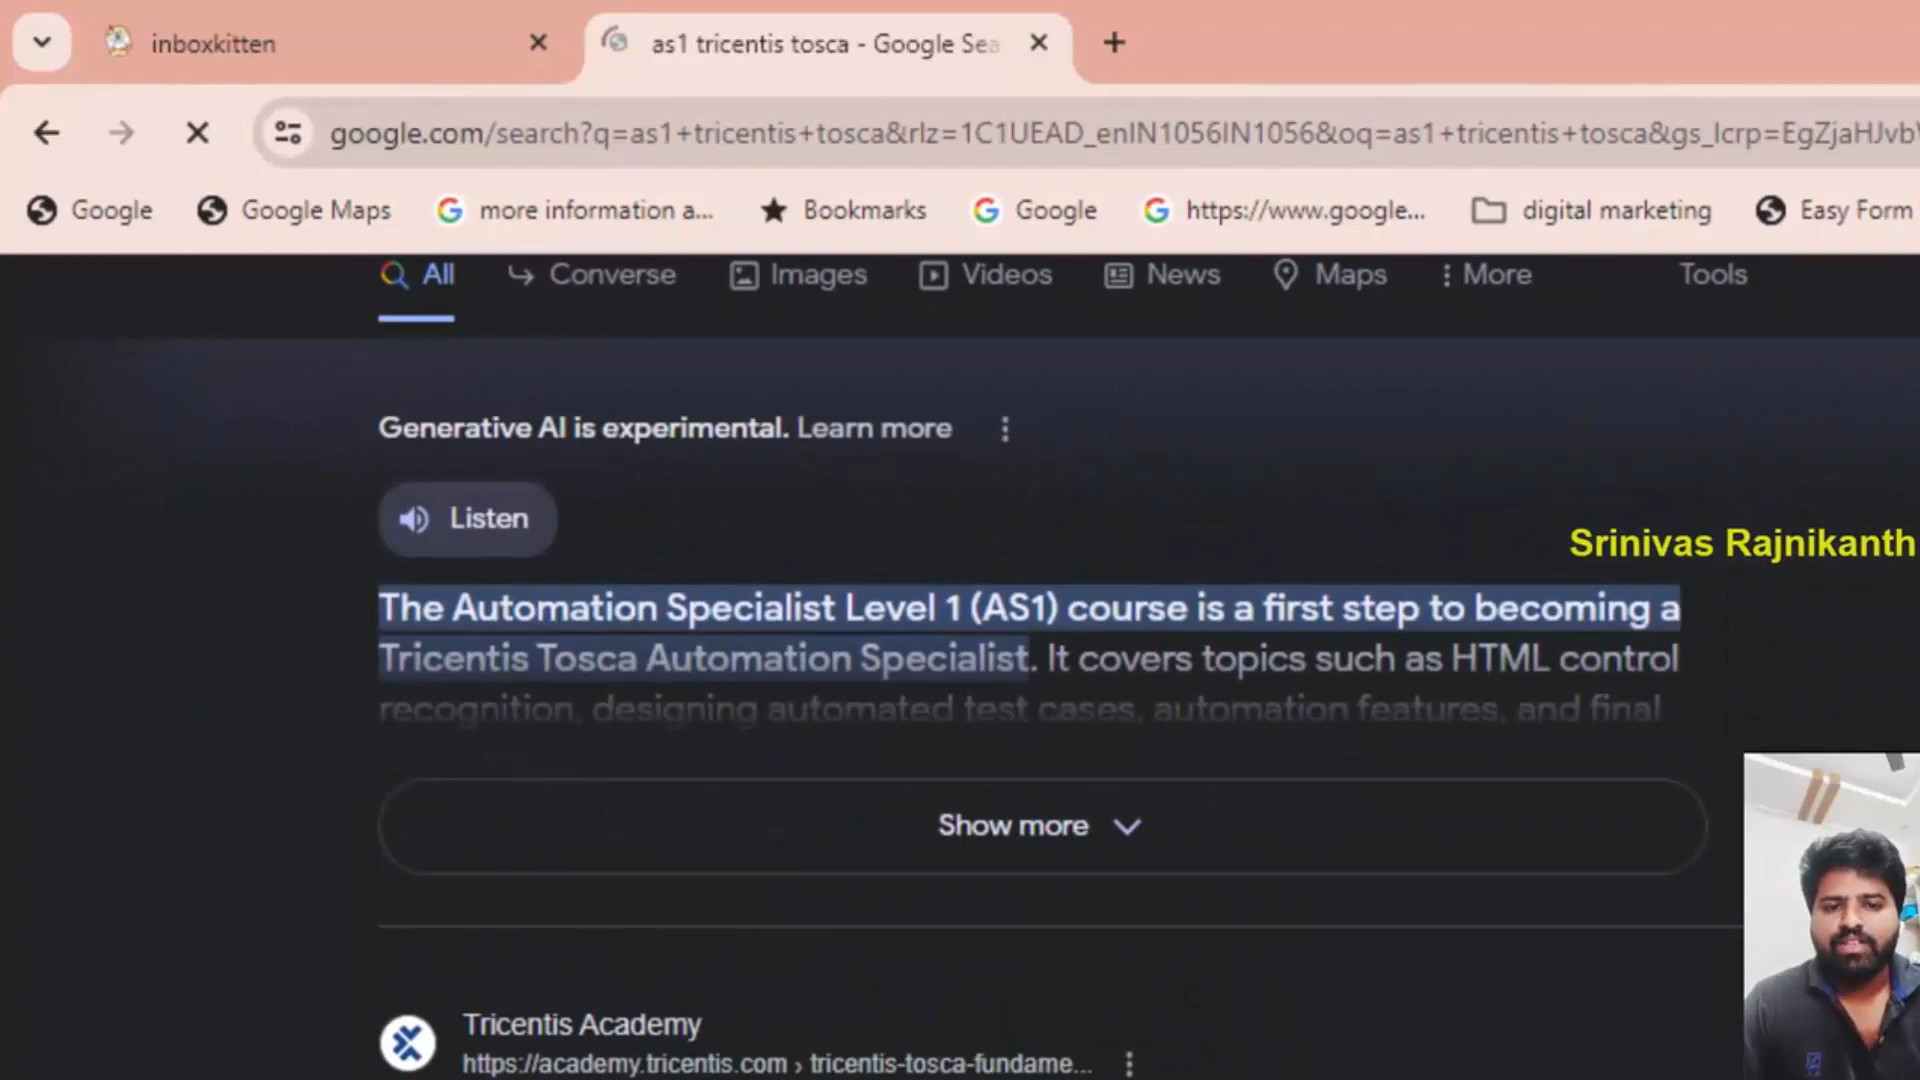 inboxkitten
as1 tricentis tosca - Google Sea
google.com/search?q=as1+tricentis+tosca&rlz=1C1UEAD_enIN1056IN1056&oq=as1+tricentis+tosca&gs_lcrp=EgZjaHJvb
Google
Google Maps
more information a...
Bookmarks
Google
https://www.google...
digital marketing
Easy Form
All
Converse
Images
Videos
News
Maps
More
Tools
Generative AI is experimental. Learn more
Listen
Srinivas Rajnikanth
The Automation Specialist Level 1 (AS1) course is a first step to becoming a
Tricentis Tosca Automation Specialist. It covers topics such as HTML control
recognition, designing automated test cases, automation features, and final
Show more
Tricentis Academy
https://academy.tricentis.com › tricentis-tosca-fundame...